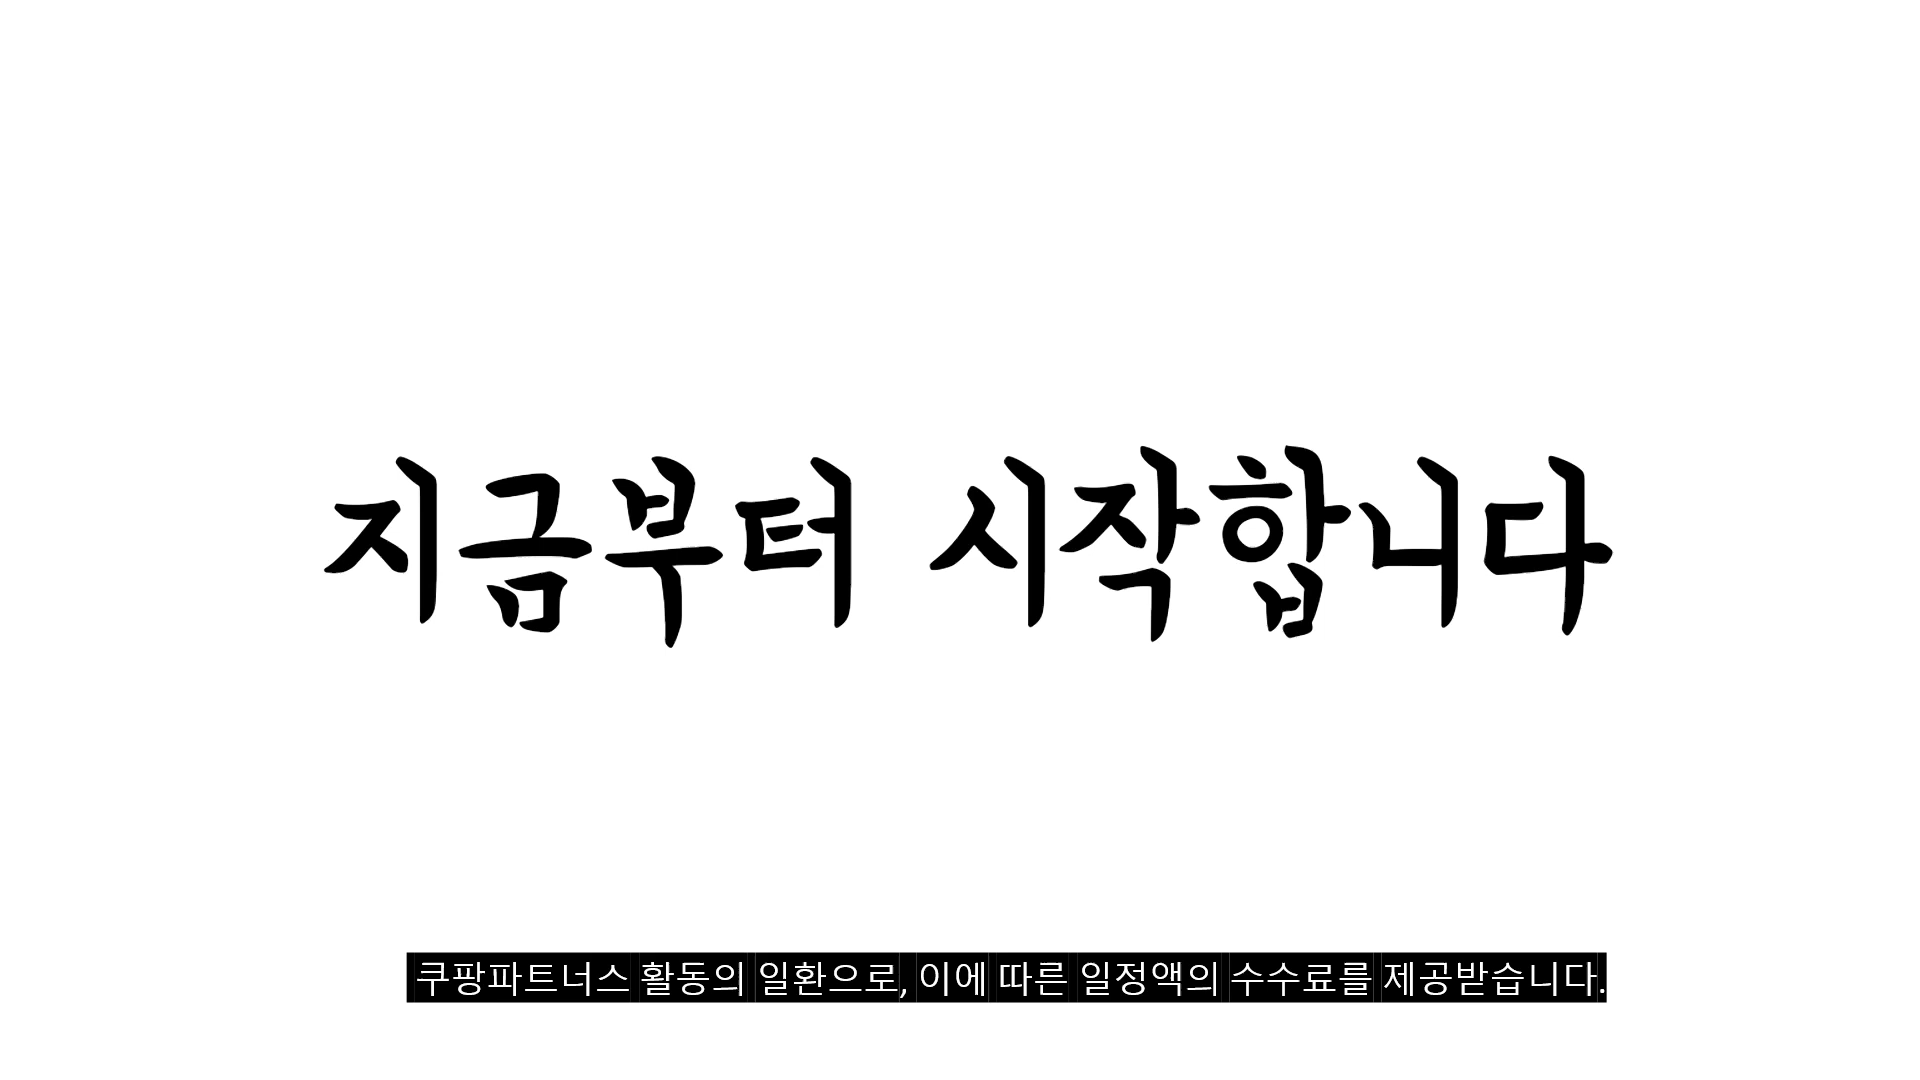 지금부터 시작합니다
쿠팡파트너스 활동의 일환으로, 이에 따른 일정액의 수수료를 제공받습니다.